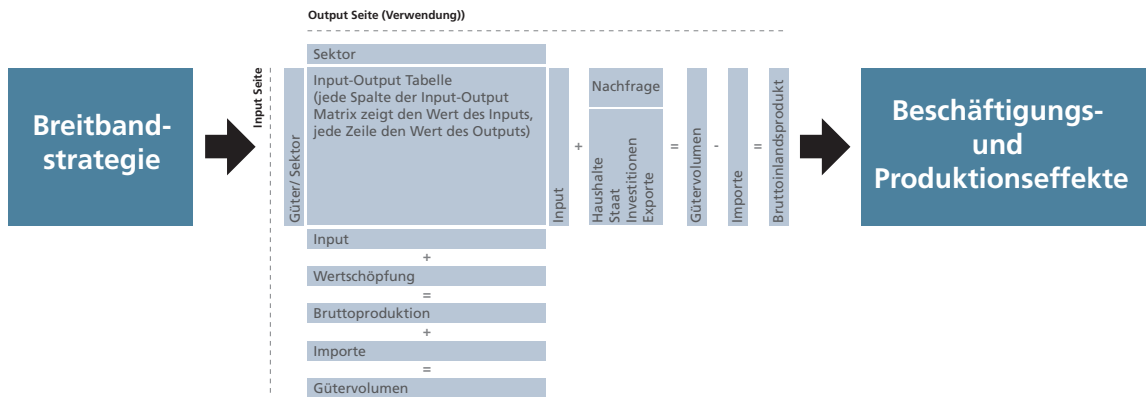 Output Seite (Verwendung))
Input Seite
Breitband-
strategie
Sektor
Güter/ Sektor
Input-Output Tabelle
(jede Spalte der Input-Output
Matrix zeigt den Wert des Inputs,
jede Zeile den Wert des Outputs)
Input
+
Nachfrage
Haushalte
Staat
Investitionen
Exporte
=
Gütervolumen
-
Importe
=
Bruttoinlandsprodukt
Beschäftigungs-
und
Produktionseffekte
Input
+
Wertschöpfung
=
Bruttoproduktion
+
Importe
=
Gütervolumen